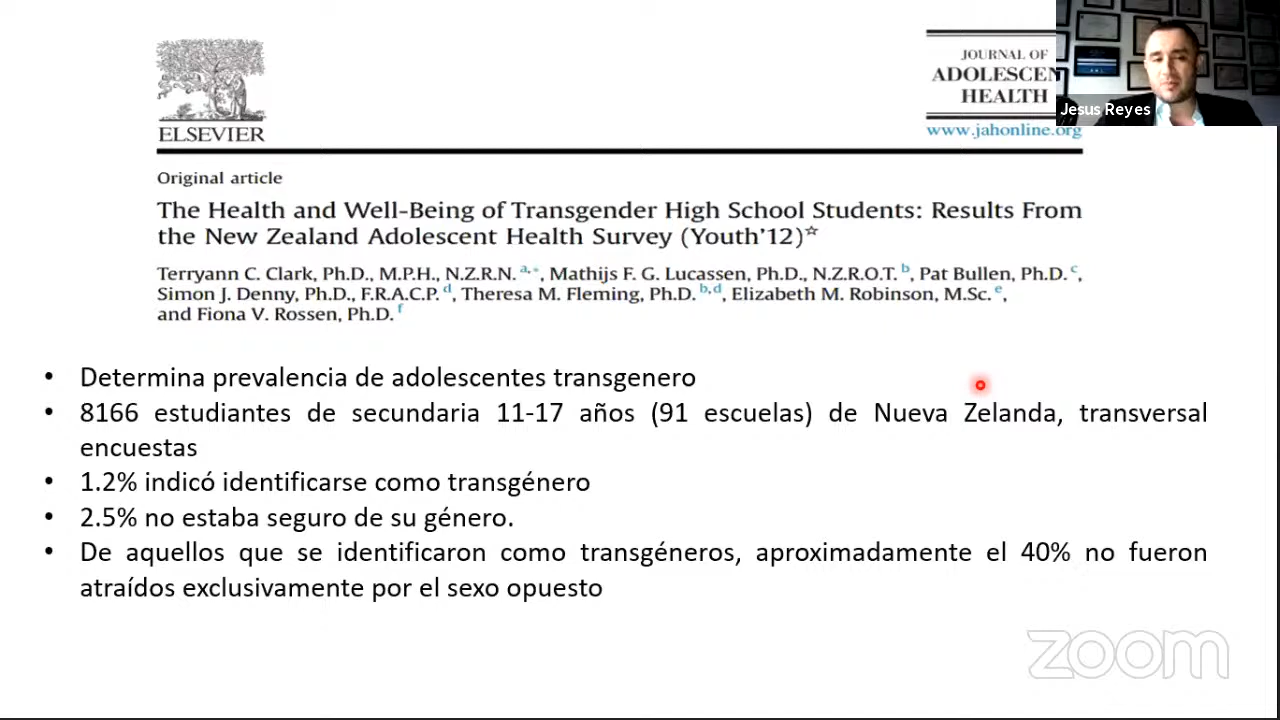 ELSEVIER
JOURNAL OF
ADOLESCEN
HEALTH
www.jahonline.org
Jesus Reyes
Original article
The Health and Well-Being of Transgender High School Students: Results From
the New Zealand Adolescent Health Survey (Youth'12)☆
Terryann C. Clark, Ph.D., M.P.H., N.Z.R.N. a,*, Mathijs F. G. Lucassen, Ph.D., N.Z.R.O.T. b, Pat Bullen, Ph.D. c,
Simon J. Denny, Ph.D., F.R.A.C.P. d, Theresa M. Fleming, Ph.D. b,d, Elizabeth M. Robinson, M.Sc. e,
and Fiona V. Rossen, Ph.D. f
• Determina prevalencia de adolescentes transgenero
• 8166 estudiantes de secundaria 11-17 años (91 escuelas) de Nueva Zelanda, transversal
encuestas
• 1.2% indicó identificarse como transgénero
• 2.5% no estaba seguro de su género.
• De aquellos que se identificaron como transgéneros, aproximadamente el 40% no fueron
atraídos exclusivamente por el sexo opuesto
zoom